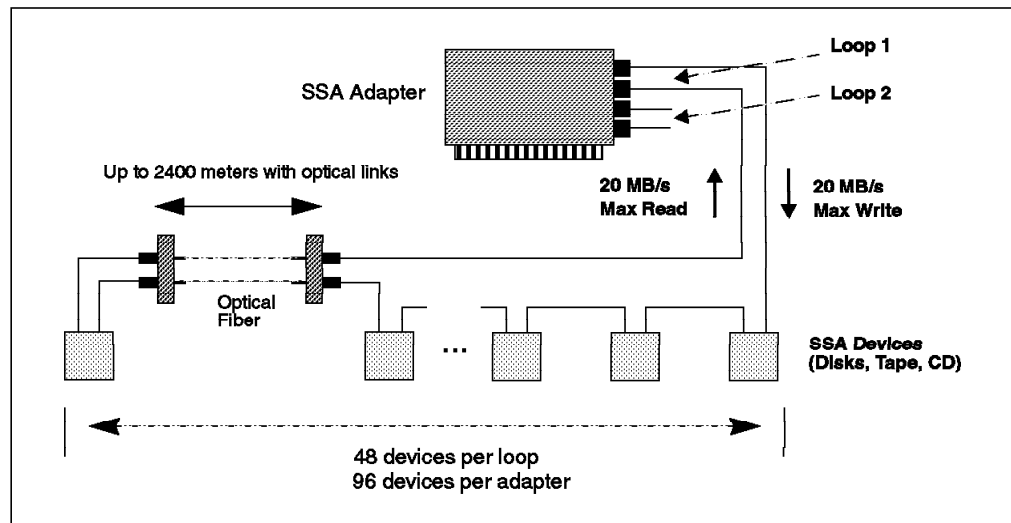 Loop 1
SSA Adapter
Loop 2
Up to 2400 meters with optical links
20 MB/s
Max Read
20 MB/s
Max Write
Optical
Fiber
...
SSA Devices
(Disks, Tape, CD)
48 devices per loop
96 devices per adapter